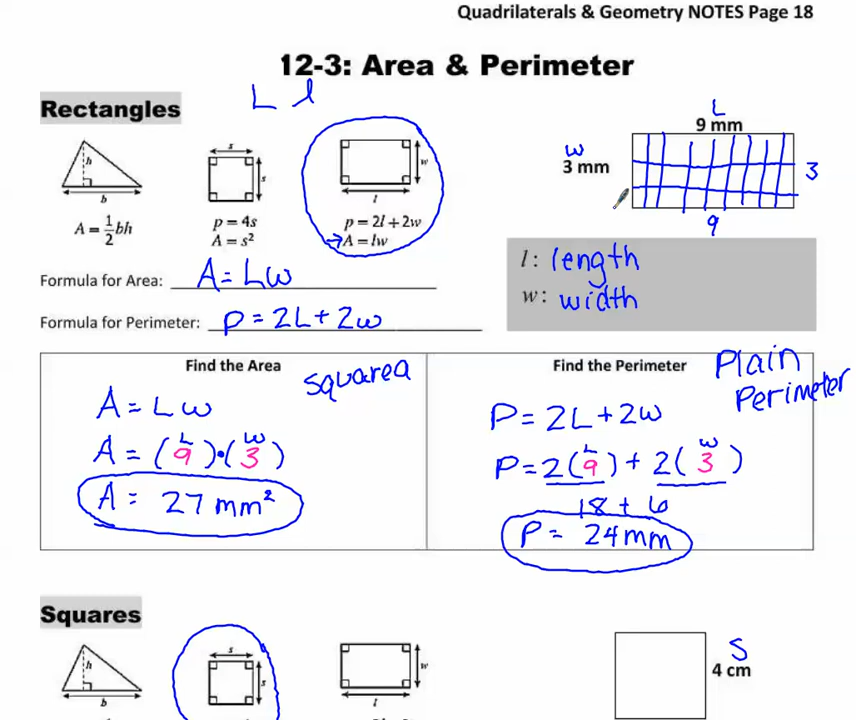 Quadrilaterals & Geometry NOTES Page 18
12-3: Area & Perimeter
Rectangles
L l
h
b
A = 1/2 bh
s
s
p = 4s
A = s²
w
l
p = 2l + 2w
→ A = lw
L
9 mm
w
3 mm
3
9
l: length
w: width
Formula for Area: A = Lw
Formula for Perimeter: P = 2L + 2w
Find the Area
squarea
A = Lw
L w
A = (9)•(3)
A = 27 mm²
Find the Perimeter
Plain
Perimeter
P = 2L + 2w
L w
P = 2(9) + 2(3)
18 + 6
P = 24 mm
Squares
h
b
s
s
w
l
S
4 cm